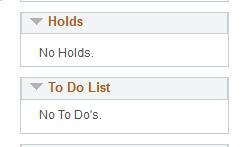 Holds
No Holds.
To Do List
No To Do's.